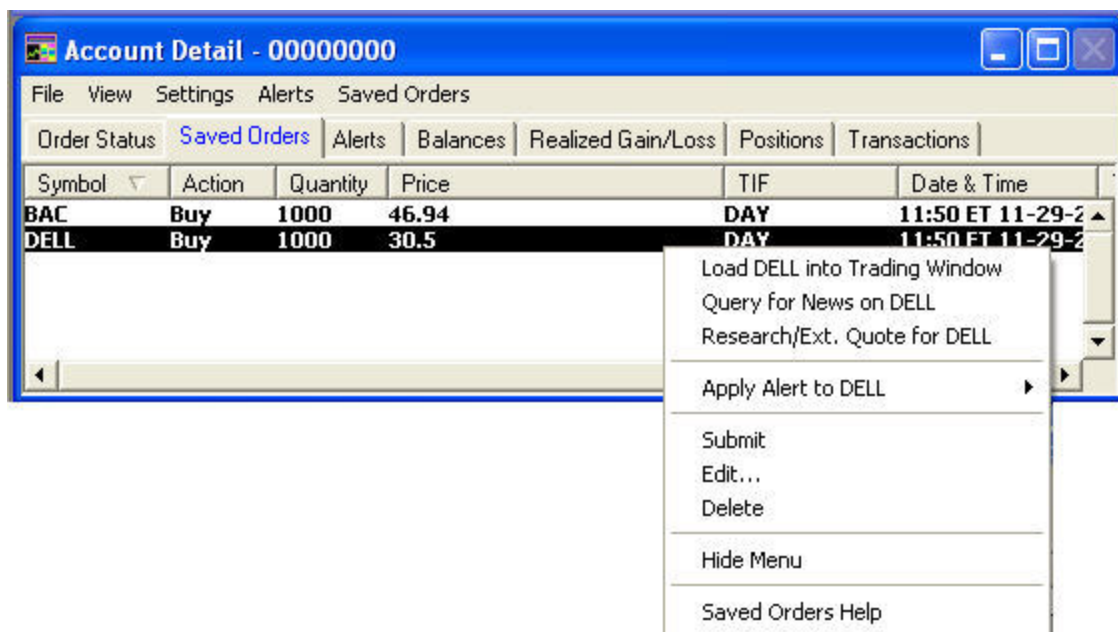 Account Detail - 00000000
File View Settings Alerts Saved Orders
Order Status Saved Orders Alerts Balances Realized Gain/Loss Positions Transactions
Symbol Action Quantity Price TIF Date & Time
BAC Buy 1000 46.94 DAY 11:50 ET 11-29-2
DELL Buy 1000 30.5 DAY 11:50 ET 11-29-2
Load DELL into Trading Window
Query for News on DELL
Research/Ext. Quote for DELL
Apply Alert to DELL
Submit
Edit...
Delete
Hide Menu
Saved Orders Help